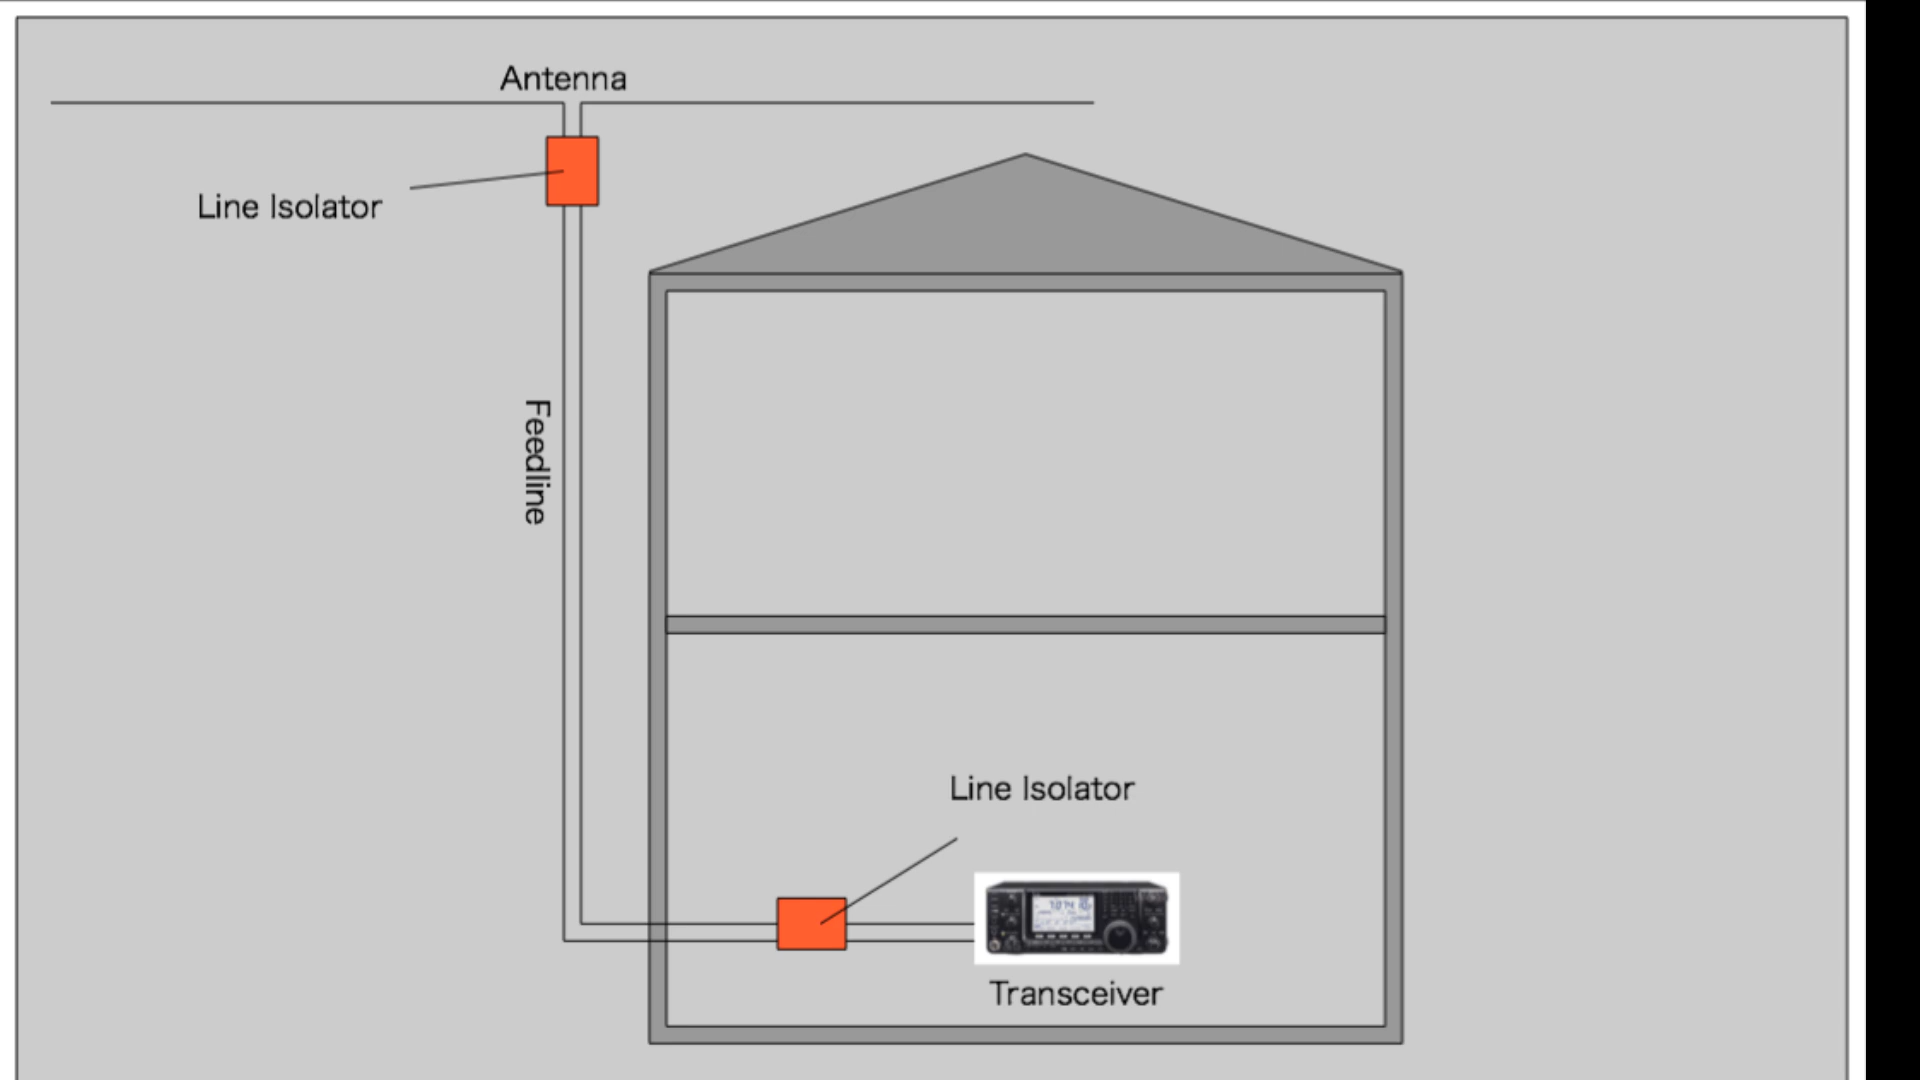 Antenna
Line Isolator
Feedline
Line Isolator
Transceiver